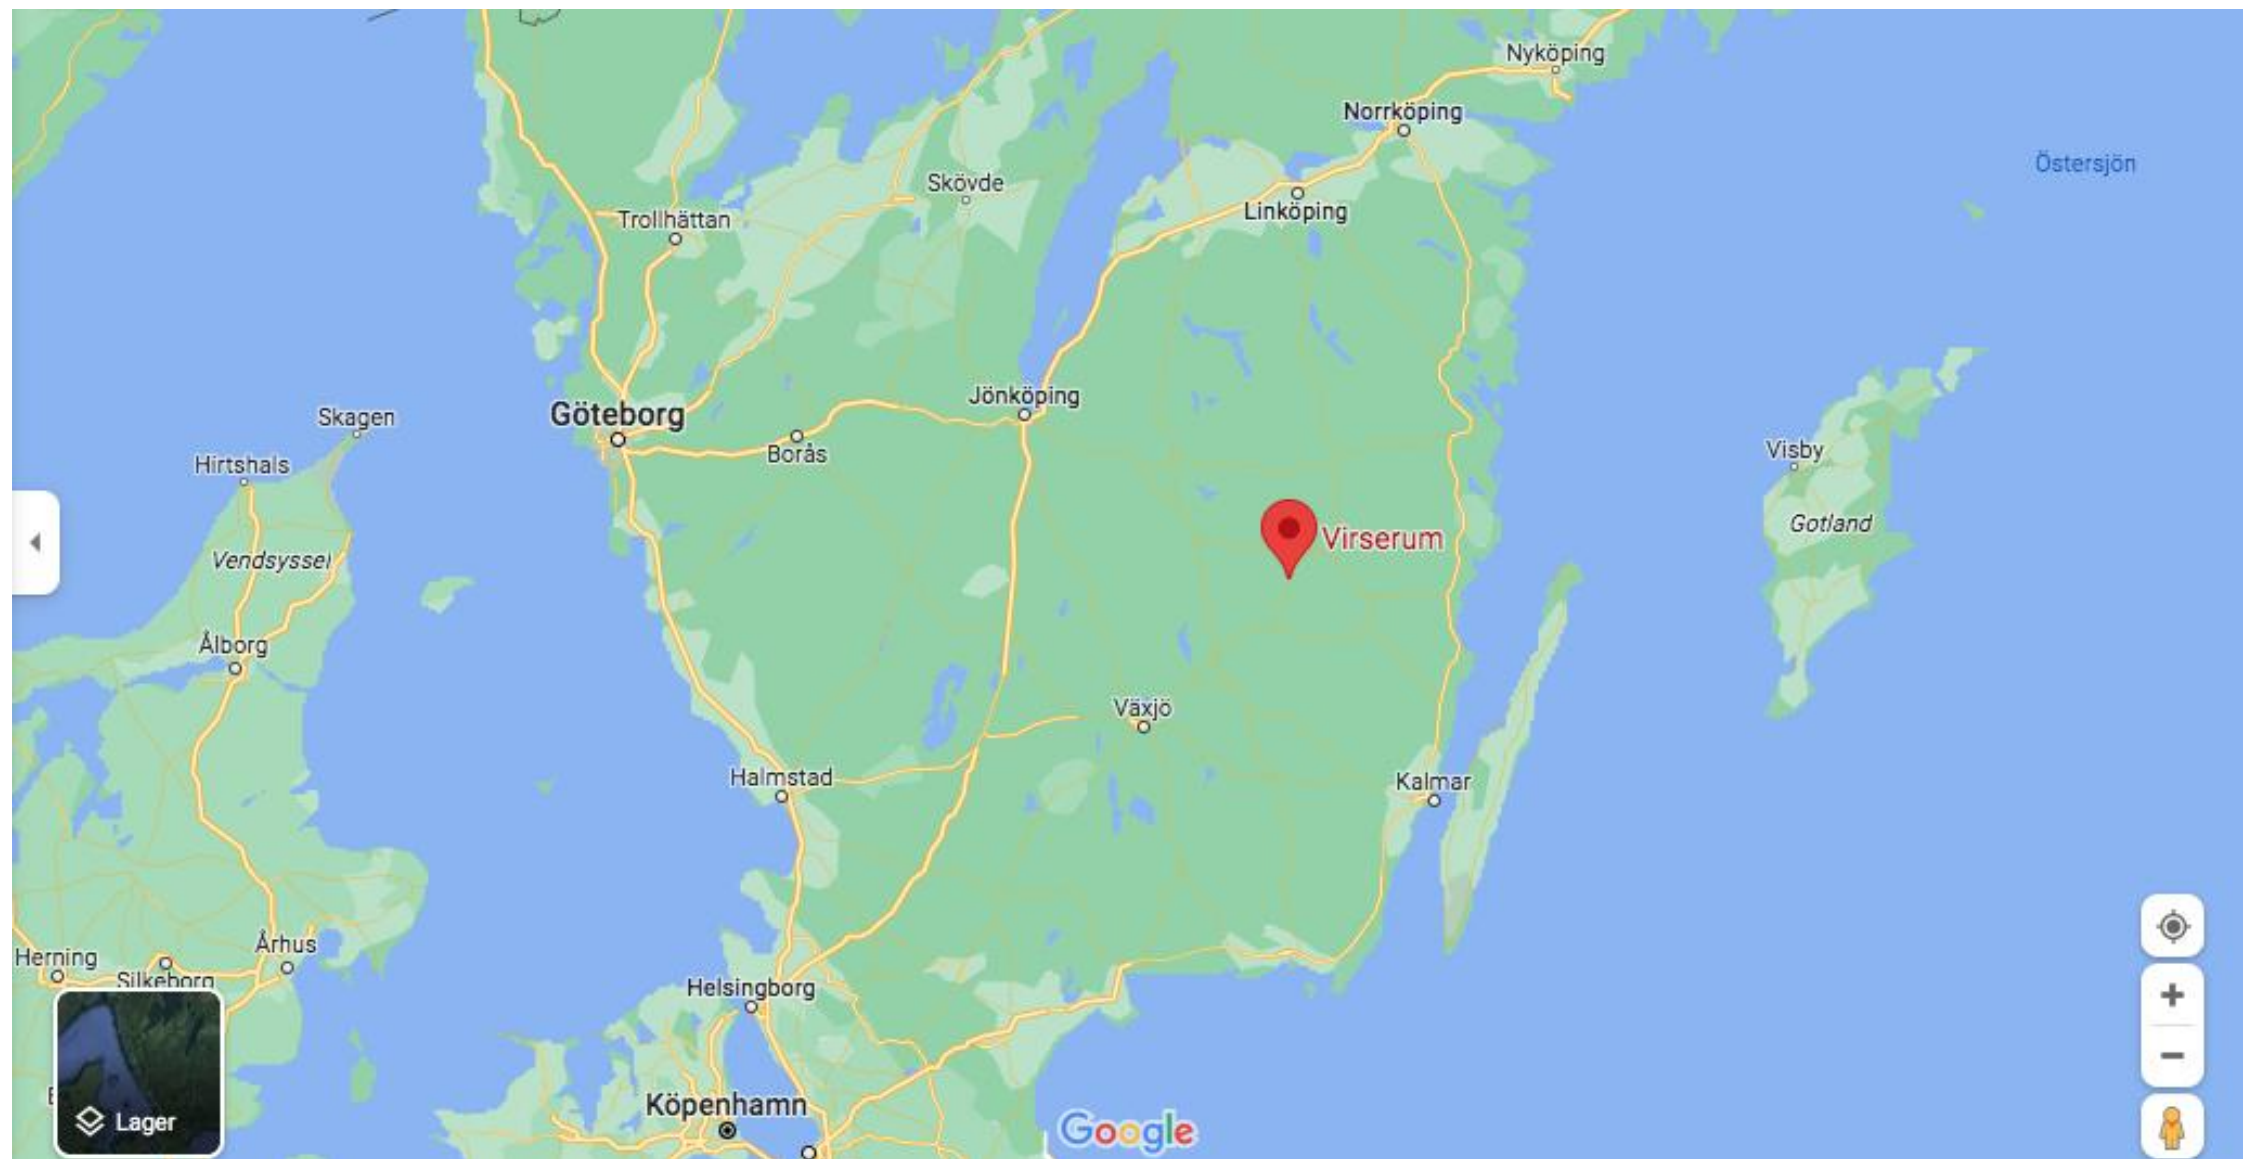 Nyköping
Norrköping
Östersjön
Skövde
Linköping
Trollhättan
Jönköping
Göteborg
Skagen
Borås
Visby
Hirtshals
Gotland
Virserum
Vendsyssel
Ålborg
Växjö
Halmstad
Kalmar
Århus
Herning
Silkeborg
Helsingborg
Köpenhamn
Lager
Google